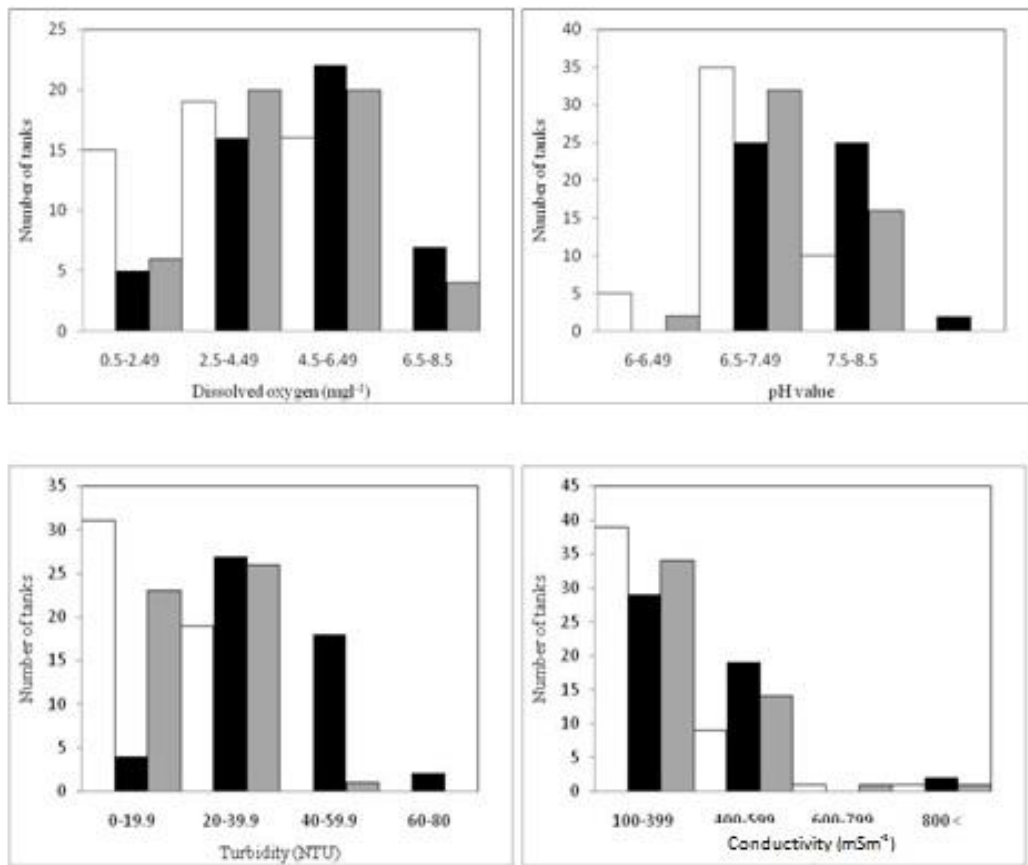 25
20
15
10
5
0
Number of tanks
0.5-2.49 2.5-4.49 4.5-6.49 6.5-8.5
Dissolved oxygen (mgl⁻¹)
40
35
30
25
20
15
10
5
0
Number of tanks
6-6.49 6.5-7.49 7.5-8.5
pH value
35
30
25
20
15
10
5
0
Number of tanks
0-19.9 20-39.9 40-59.9 60-80
Turbidity (NTU)
45
40
35
30
25
20
15
10
5
0
Number of tanks
100-399 400-599 600-799 800 <
Conductivity (mSm⁻¹)